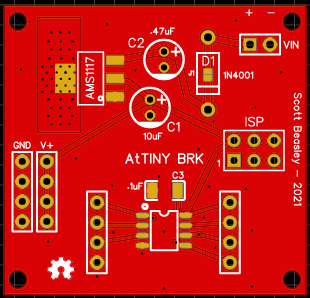 + -
.47uF
C2
+
VIN
D1
J1
1N4001
AMS1117
+
C1
10uF
ISP
1
GND V+
AtTINY BRK
.1uF C3
Scott Beasley - 2021